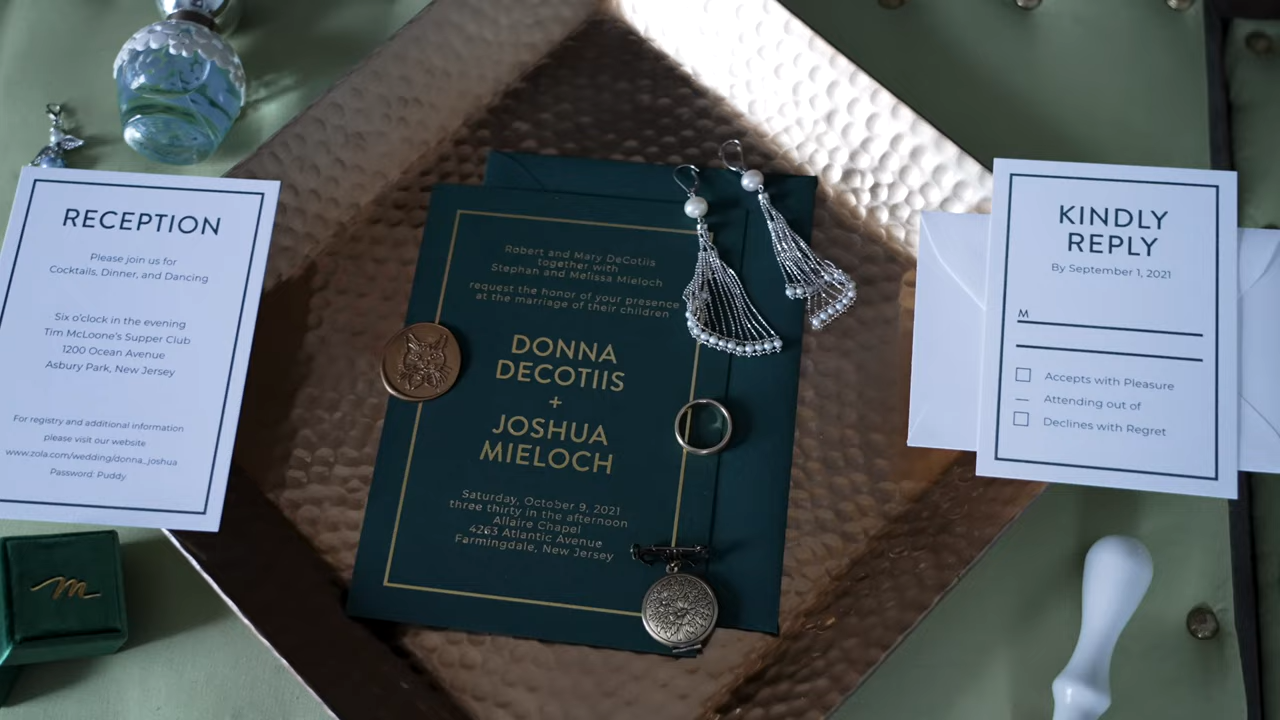 RECEPTION
Please join us for
Cocktails, Dinner, and Dancing
Six o'clock in the evening
Tim McLoone's Supper Club
1200 Ocean Avenue
Asbury Park, New Jersey
For registry and additional information
please visit our website
www.zola.com/wedding/donna_joshua
Password: Puddy
m
Robert and Mary DeCotiis
together with
Stephan and Melissa Mieloch
request the honor of your presence
at the marriage of their children
DONNA
DECOTIIS
+
JOSHUA
MIELOCH
Saturday, October 9, 2021
three thirty in the afternoon
Allaire Chapel
4263 Atlantic Avenue
Farmingdale, New Jersey
KINDLY
REPLY
By September 1, 2021
M
Accepts with Pleasure
Attending out of
Declines with Regret